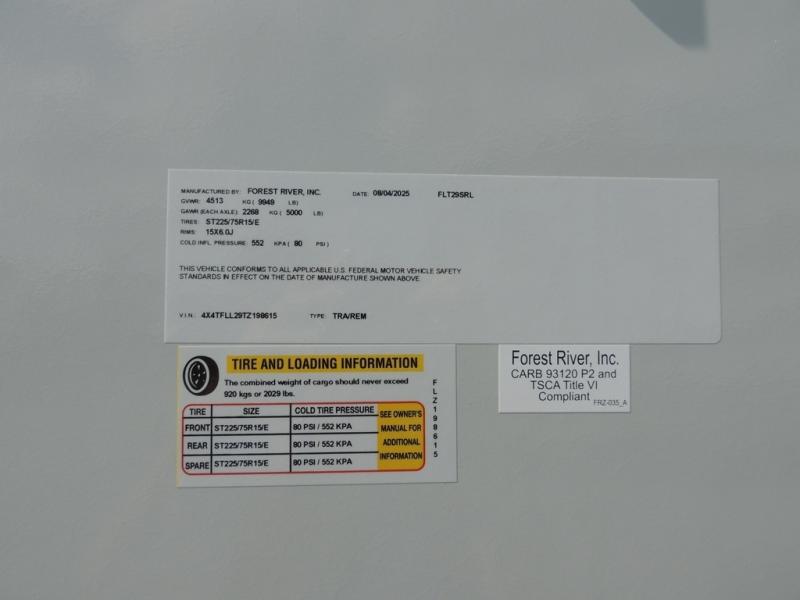 MANUFACTURED BY: FOREST RIVER, INC. DATE: 08/04/2025 FLT29SRL
GVWR: 4513 KG ( 9949 LB)
GAWR (EACH AXLE): 2268 KG ( 5000 LB)
TIRES: ST225/75R15/E
RIMS: 15X6.0J
COLD INFL. PRESSURE: 552 KPA ( 80 PSI )
THIS VEHICLE CONFORMS TO ALL APPLICABLE U.S. FEDERAL MOTOR VEHICLE SAFETY
STANDARDS IN EFFECT ON THE DATE OF MANUFACTURE SHOWN ABOVE.
V.I.N.: 4X4TFLL29TZ198615 TYPE: TRA/REM
TIRE AND LOADING INFORMATION
The combined weight of cargo should never exceed
920 kgs or 2029 lbs.
TIRE SIZE COLD TIRE PRESSURE
FRONT ST225/75R15/E 80 PSI / 552 KPA
REAR ST225/75R15/E 80 PSI / 552 KPA
SPARE ST225/75R15/E 80 PSI / 552 KPA
SEE OWNER'S
MANUAL FOR
ADDITIONAL
INFORMATION
FLZ198615
Forest River, Inc.
CARB 93120 P2 and
TSCA Title VI
Compliant FRZ-035_A